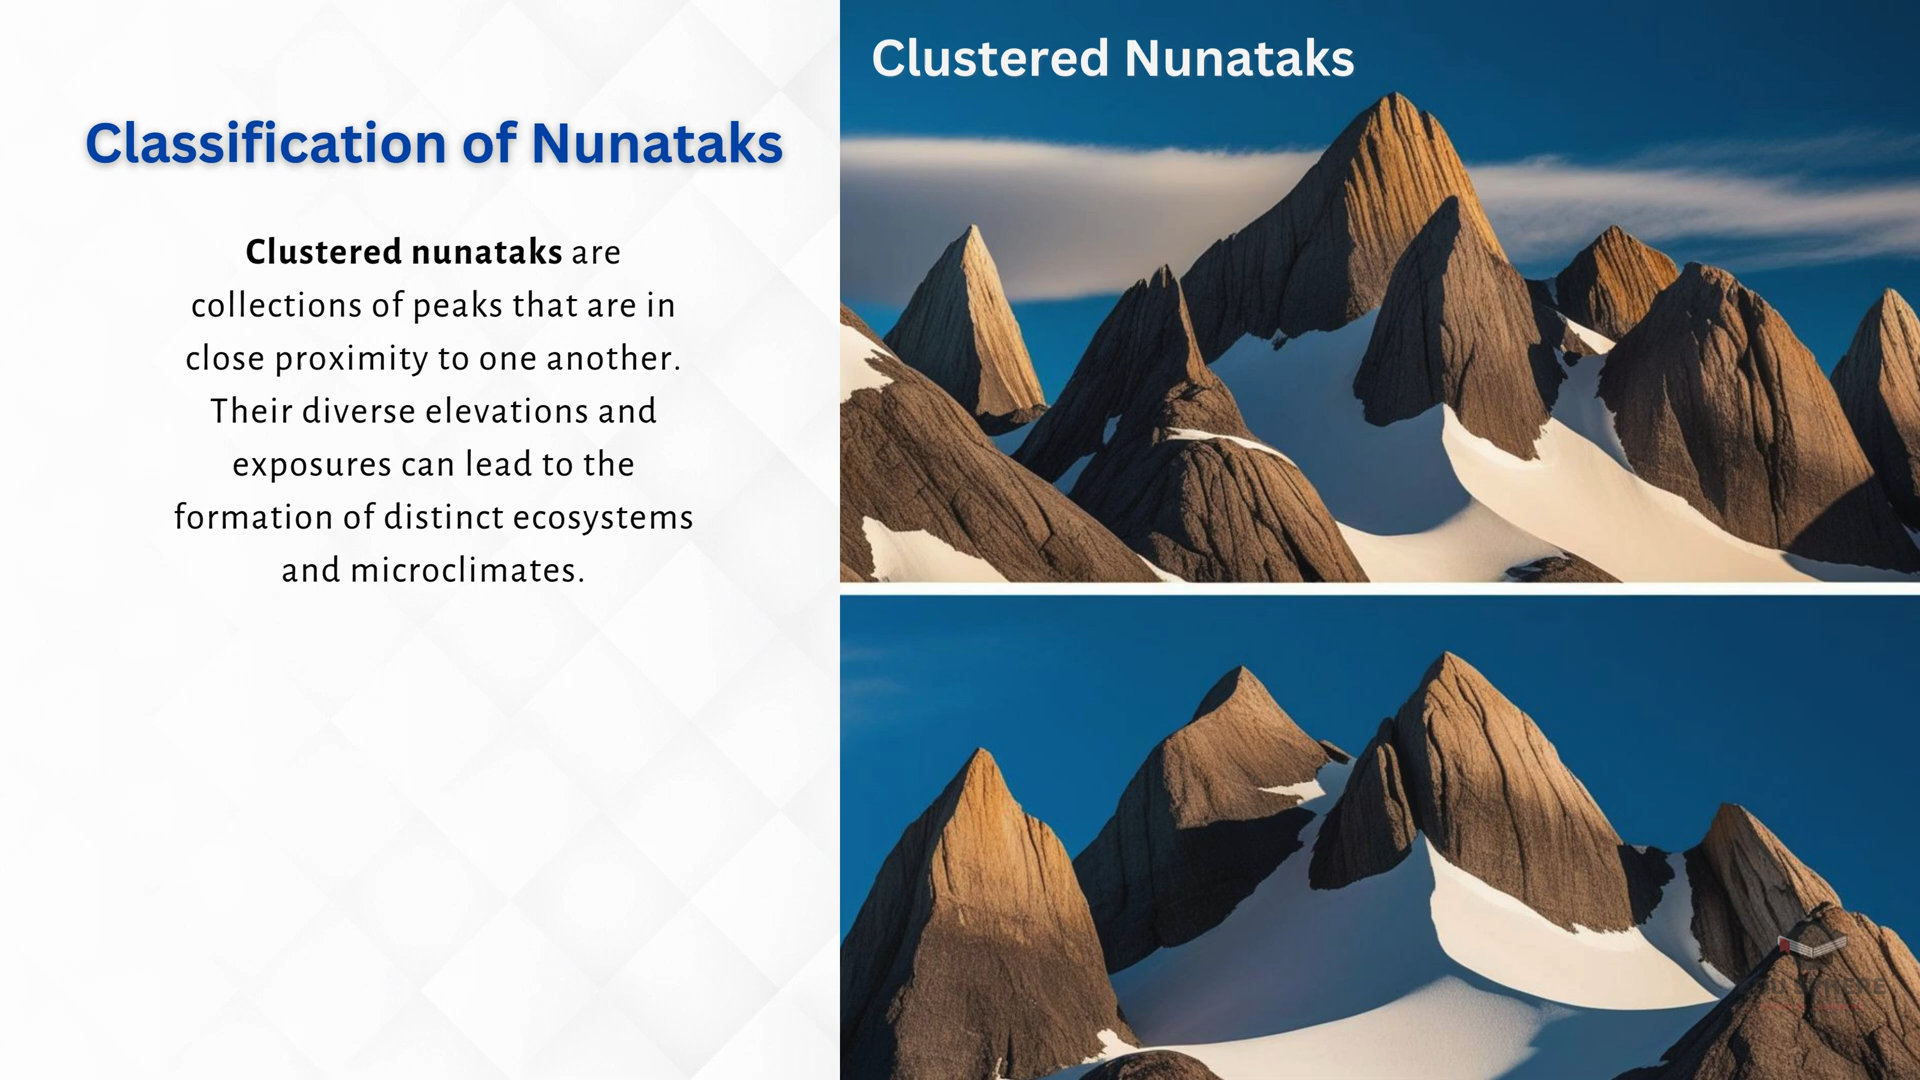 Classification of Nunataks
Clustered nunataks are
collections of peaks that are in
close proximity to one another.
Their diverse elevations and
exposures can lead to the
formation of distinct ecosystems
and microclimates.
Clustered Nunataks